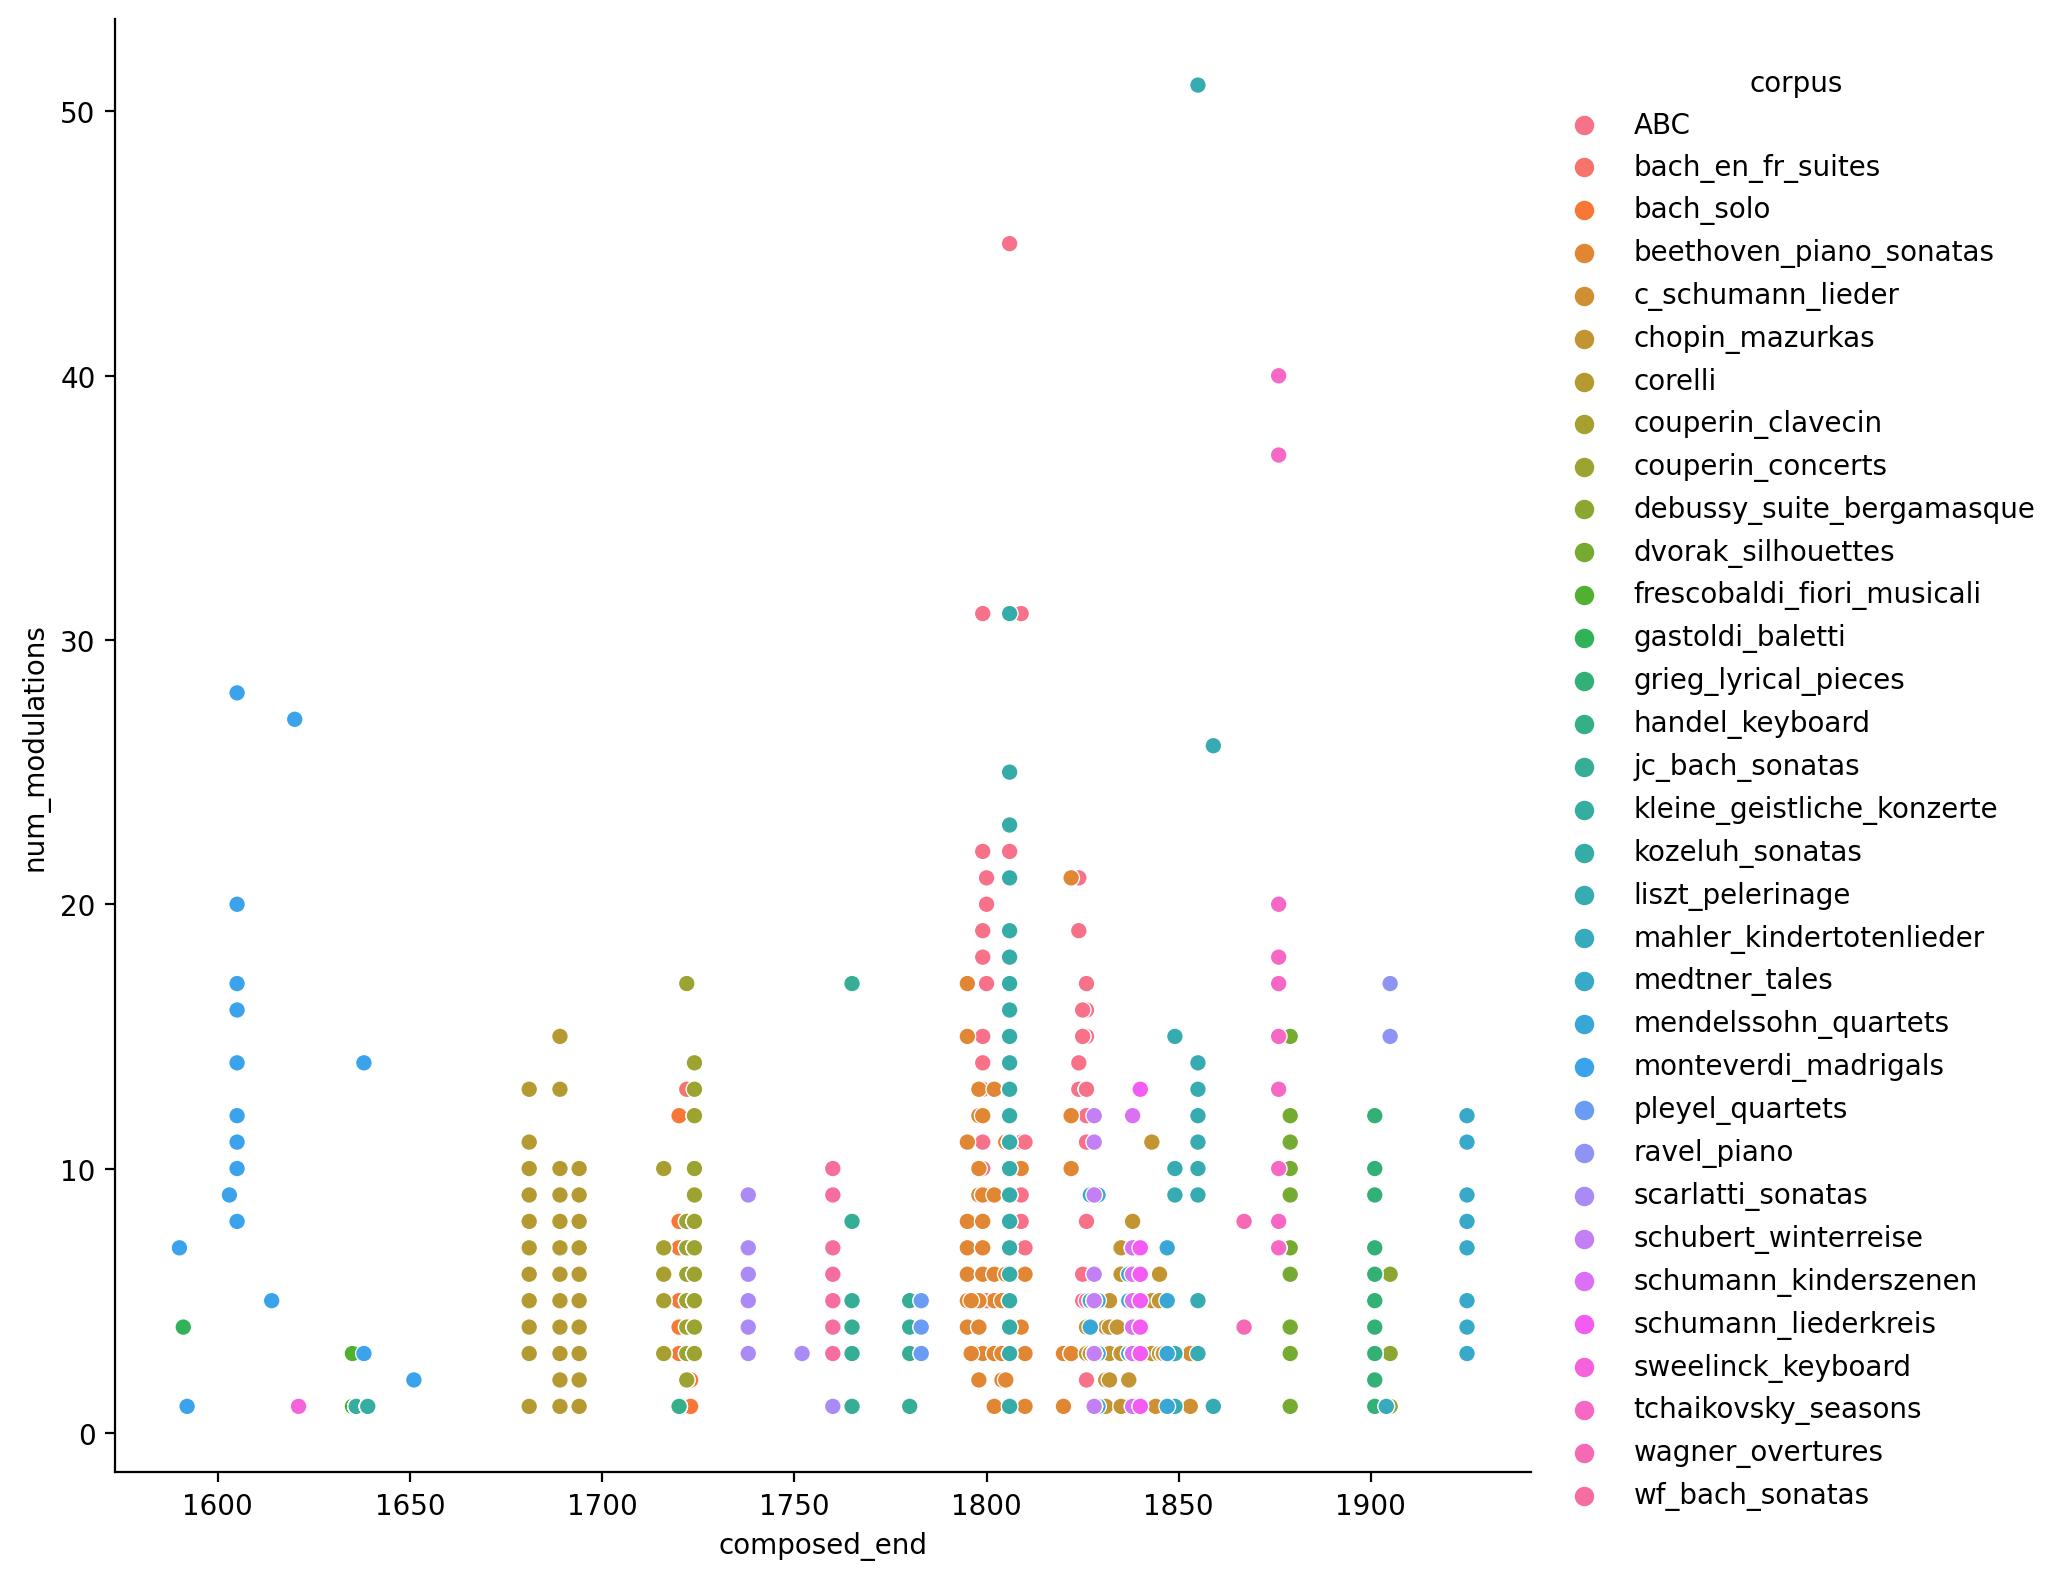 corpus
ABC
bach_en_fr_suites
bach_solo
beethoven_piano_sonatas
c_schumann_lieder
chopin_mazurkas
corelli
couperin_clavecin
couperin_concerts
debussy_suite_bergamasque
dvorak_silhouettes
frescobaldi_fiori_musicali
gastoldi_baletti
grieg_lyrical_pieces
handel_keyboard
jc_bach_sonatas
kleine_geistliche_konzerte
kozeluh_sonatas
liszt_pelerinage
mahler_kindertotenlieder
medtner_tales
mendelssohn_quartets
monteverdi_madrigals
pleyel_quartets
ravel_piano
scarlatti_sonatas
schubert_winterreise
schumann_kinderszenen
schumann_liederkreis
sweelinck_keyboard
tchaikovsky_seasons
wagner_overtures
wf_bach_sonatas
num_modulations
50
40
30
20
10
0
1600 1650 1700 1750 1800 1850 1900
composed_end